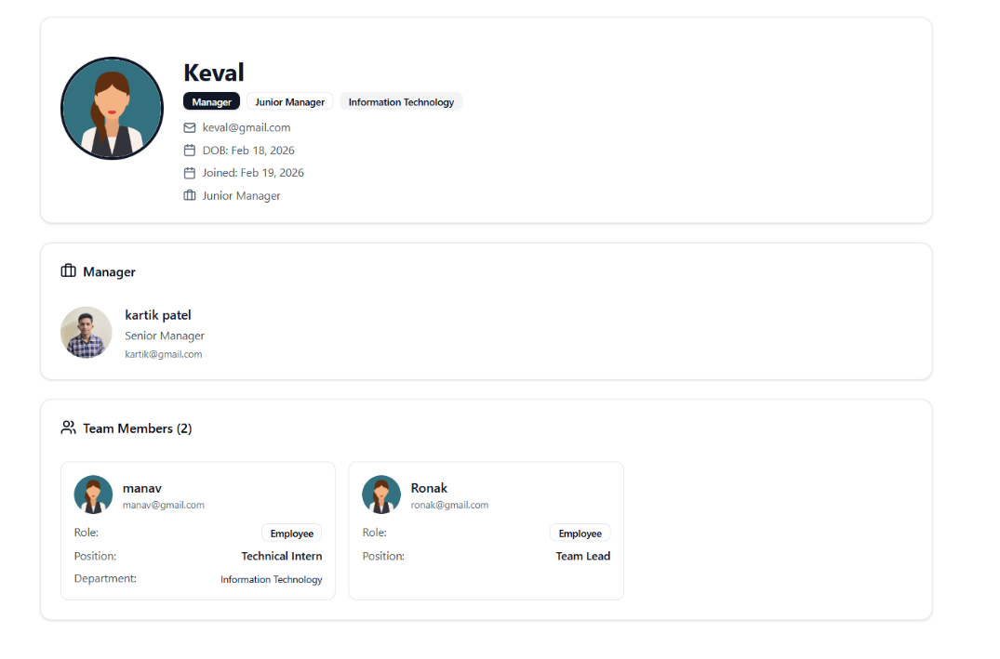 Keval
Manager Junior Manager Information Technology
keval@gmail.com
DOB: Feb 18, 2026
Joined: Feb 19, 2026
Junior Manager
Manager
kartik patel
Senior Manager
kartik@gmail.com
Team Members (2)
manav
manav@gmail.com
Role: Employee
Position: Technical Intern
Department: Information Technology
Ronak
ronak@gmail.com
Role: Employee
Position: Team Lead